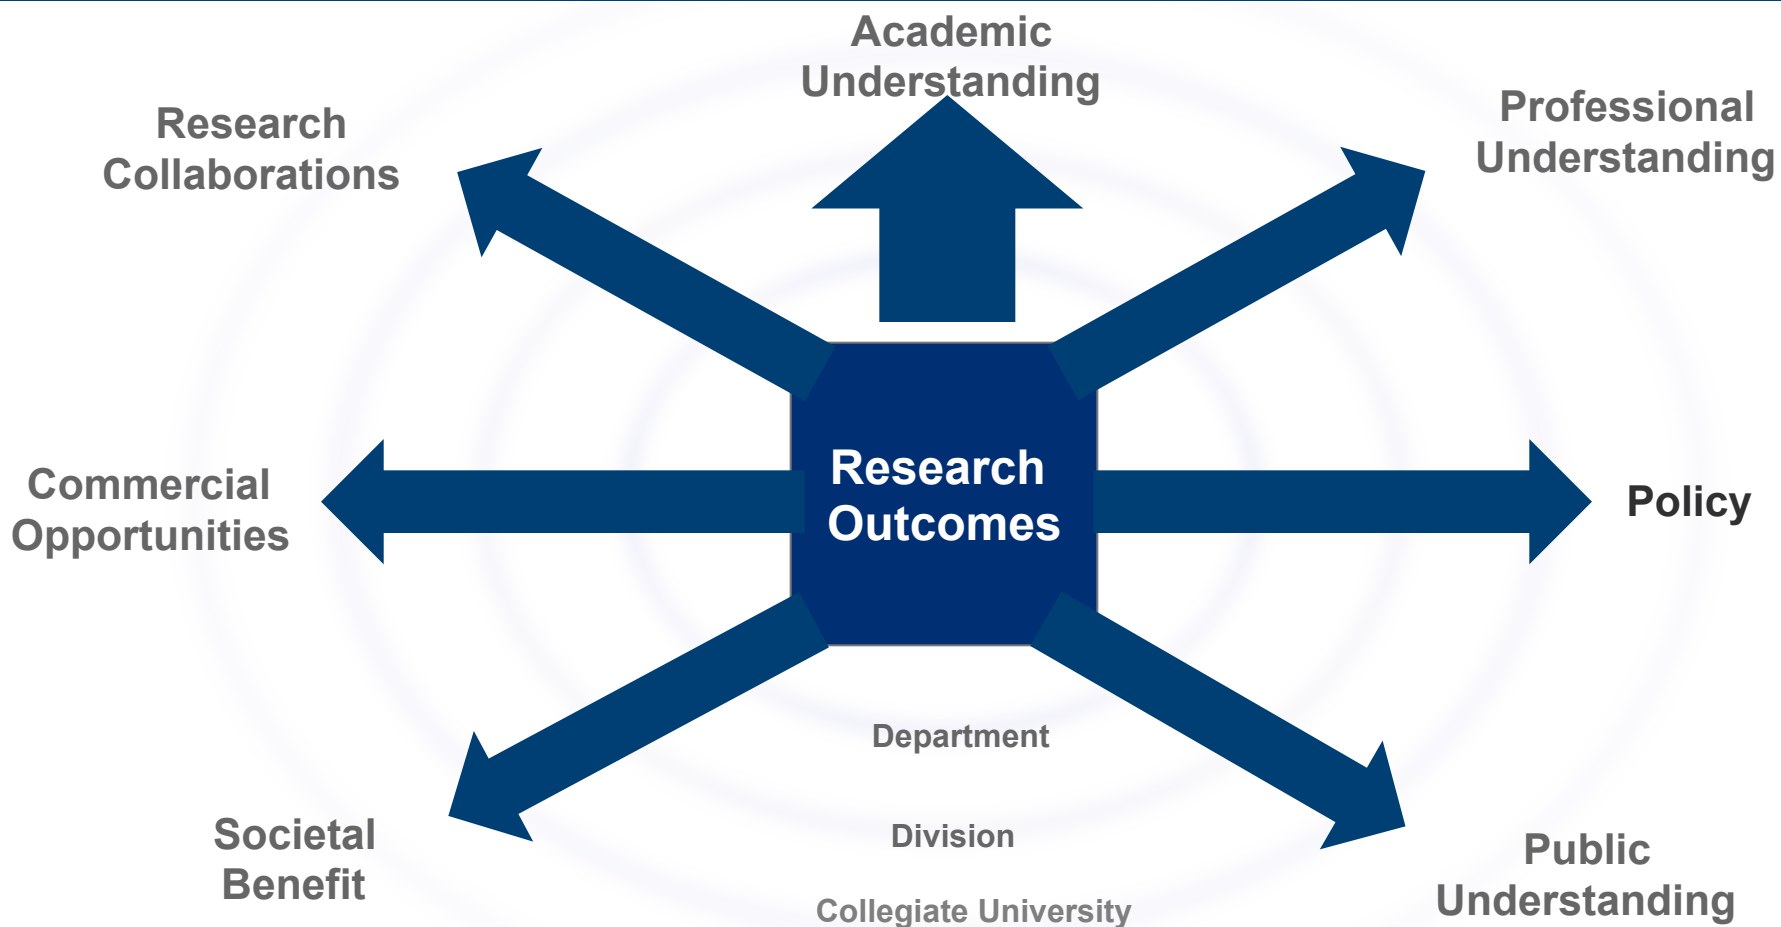 Academic
Understanding
Research
Collaborations
Professional
Understanding
Commercial
Opportunities
Research
Outcomes
Policy
Department
Division
Collegiate University
Societal
Benefit
Public
Understanding